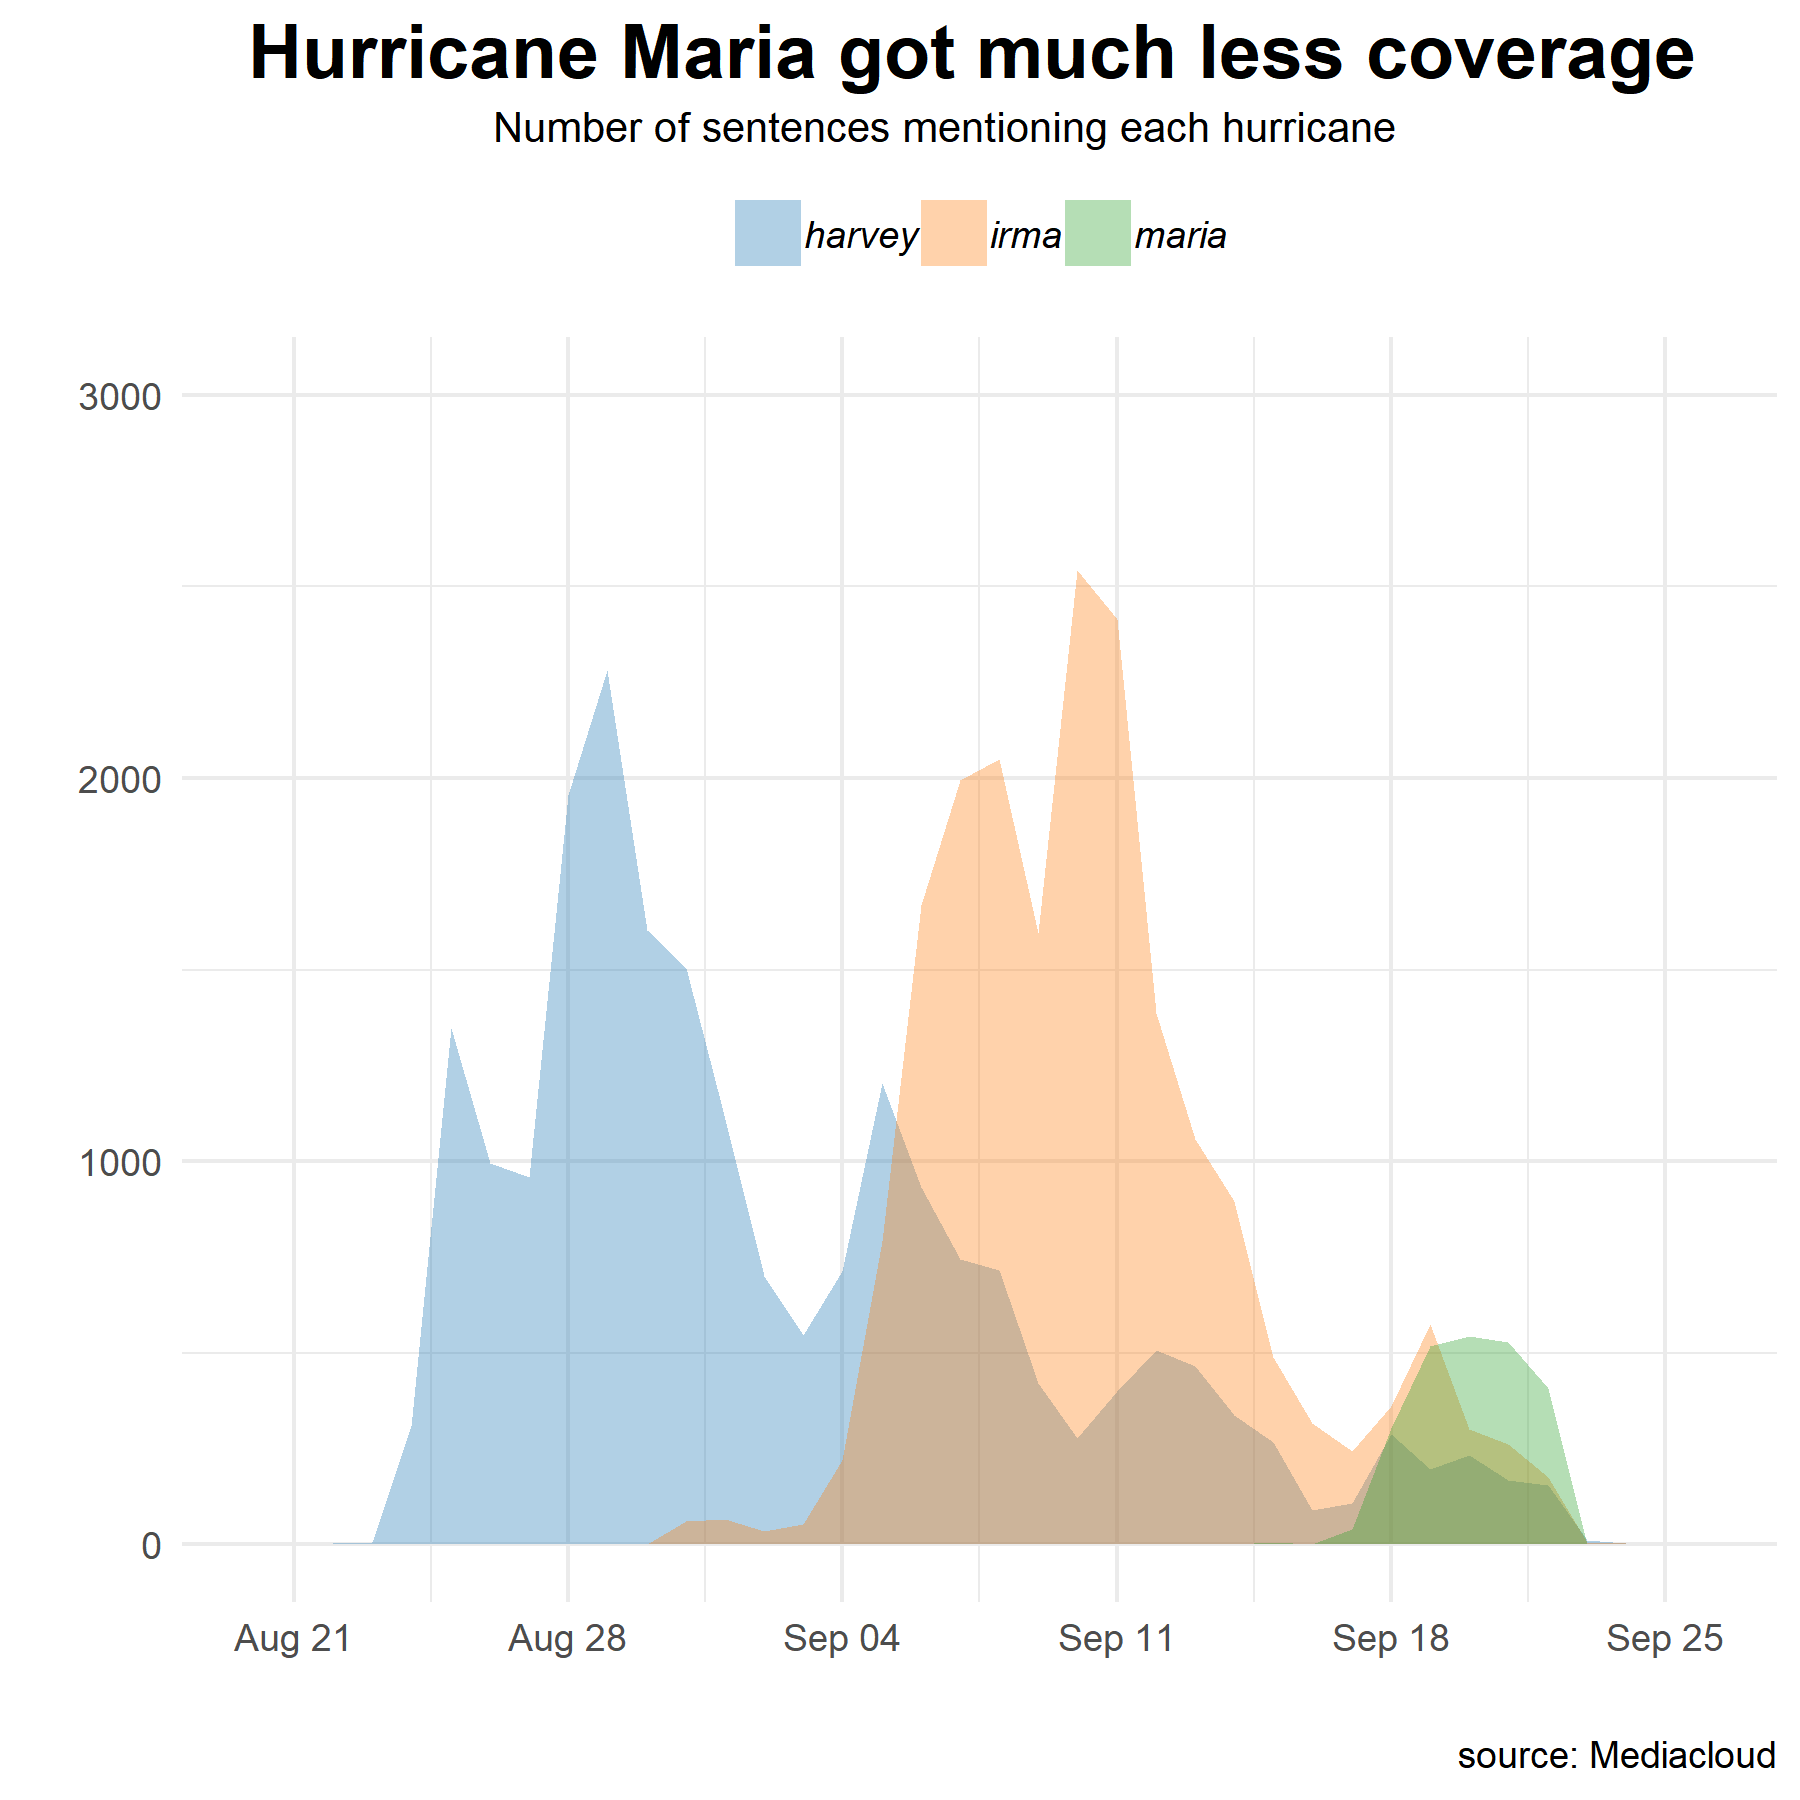 Hurricane Maria got much less coverage
Number of sentences mentioning each hurricane
harvey irma maria
3000
2000
1000
0
Aug 21 Aug 28 Sep 04 Sep 11 Sep 18 Sep 25
source: Mediacloud